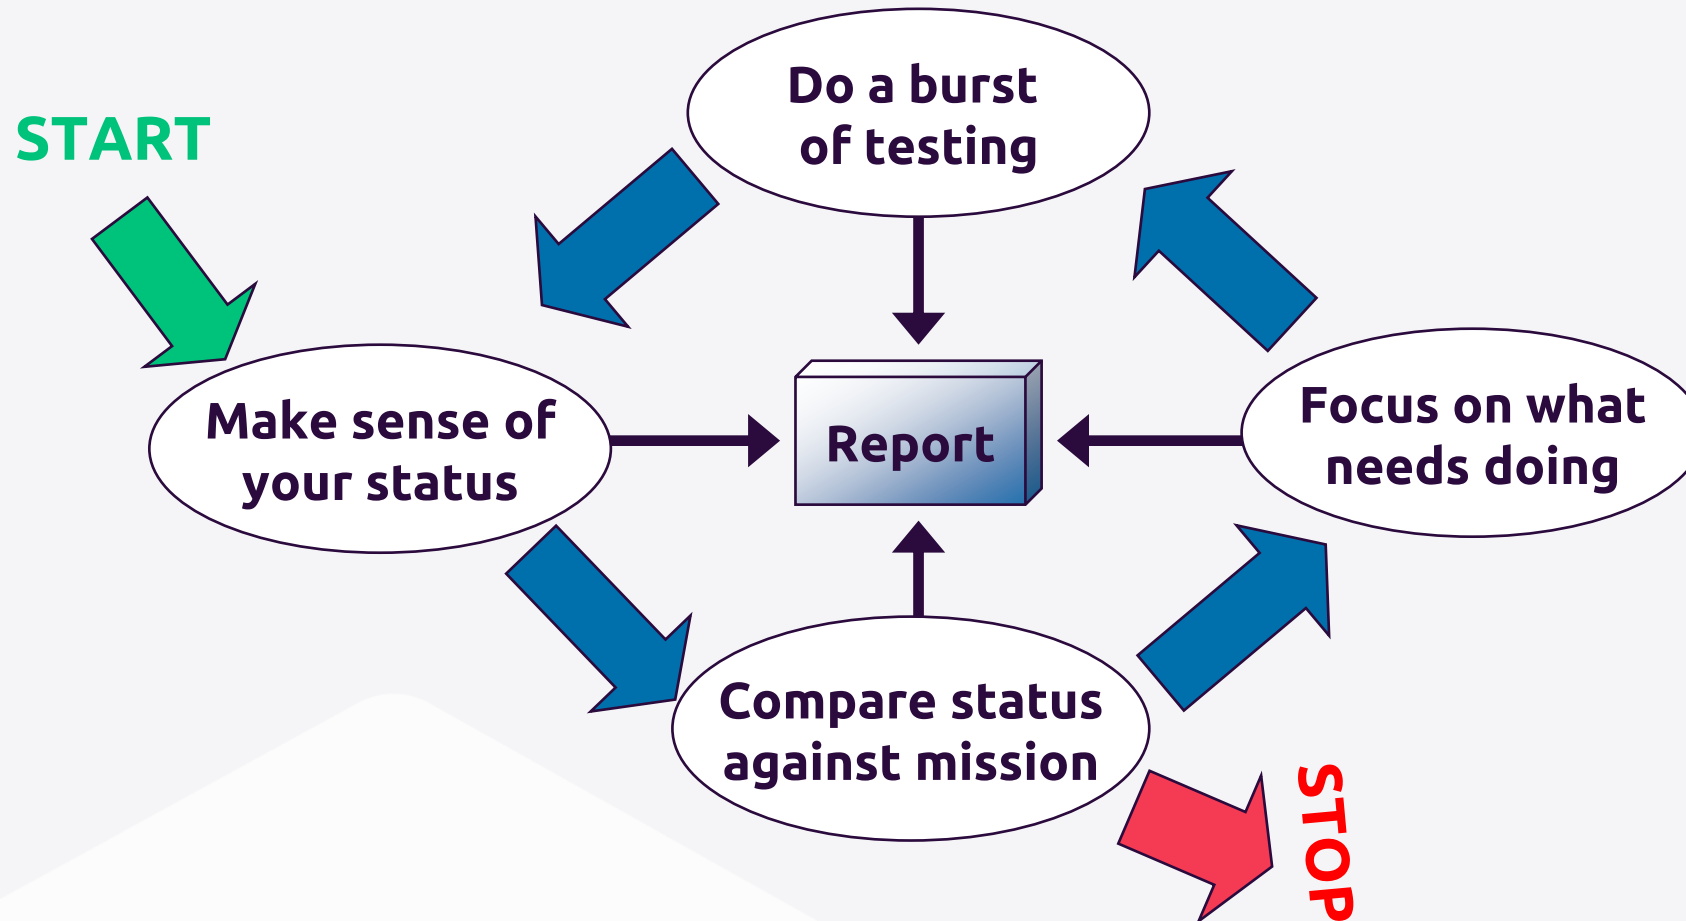 START
Do a burst
of testing
Make sense of
your status
Report
Focus on what
needs doing
Compare status
against mission
STOP